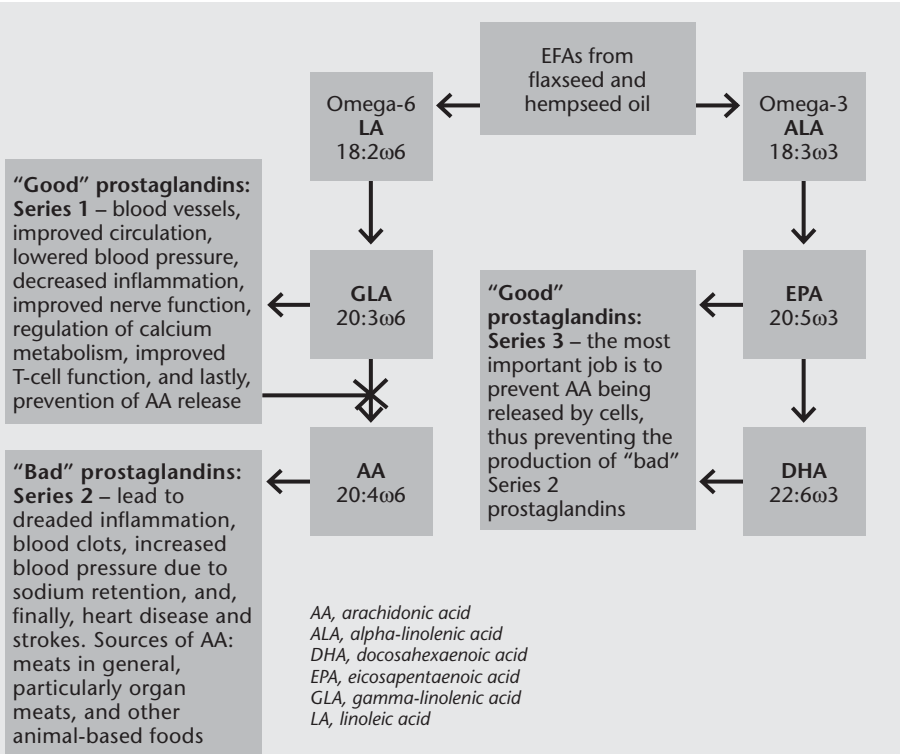 EFAs from
flaxseed and
hempseed oil
Omega-6
LA
18:2ω6
Omega-3
ALA
18:3ω3
“Good” prostaglandins:
Series 1 – blood vessels,
improved circulation,
lowered blood pressure,
decreased inflammation,
improved nerve function,
regulation of calcium
metabolism, improved
T-cell function, and lastly,
prevention of AA release
GLA
20:3ω6
“Good”
prostaglandins:
Series 3 – the most
important job is to
prevent AA being
released by cells,
thus preventing the
production of “bad”
Series 2
prostaglandins
EPA
20:5ω3
“Bad” prostaglandins:
Series 2 – lead to
dreaded inflammation,
blood clots, increased
blood pressure due to
sodium retention, and,
finally, heart disease and
strokes. Sources of AA:
meats in general,
particularly organ
meats, and other
animal-based foods
AA
20:4ω6
DHA
22:6ω3
AA, arachidonic acid
ALA, alpha-linolenic acid
DHA, docosahexaenoic acid
EPA, eicosapentaenoic acid
GLA, gamma-linolenic acid
LA, linoleic acid